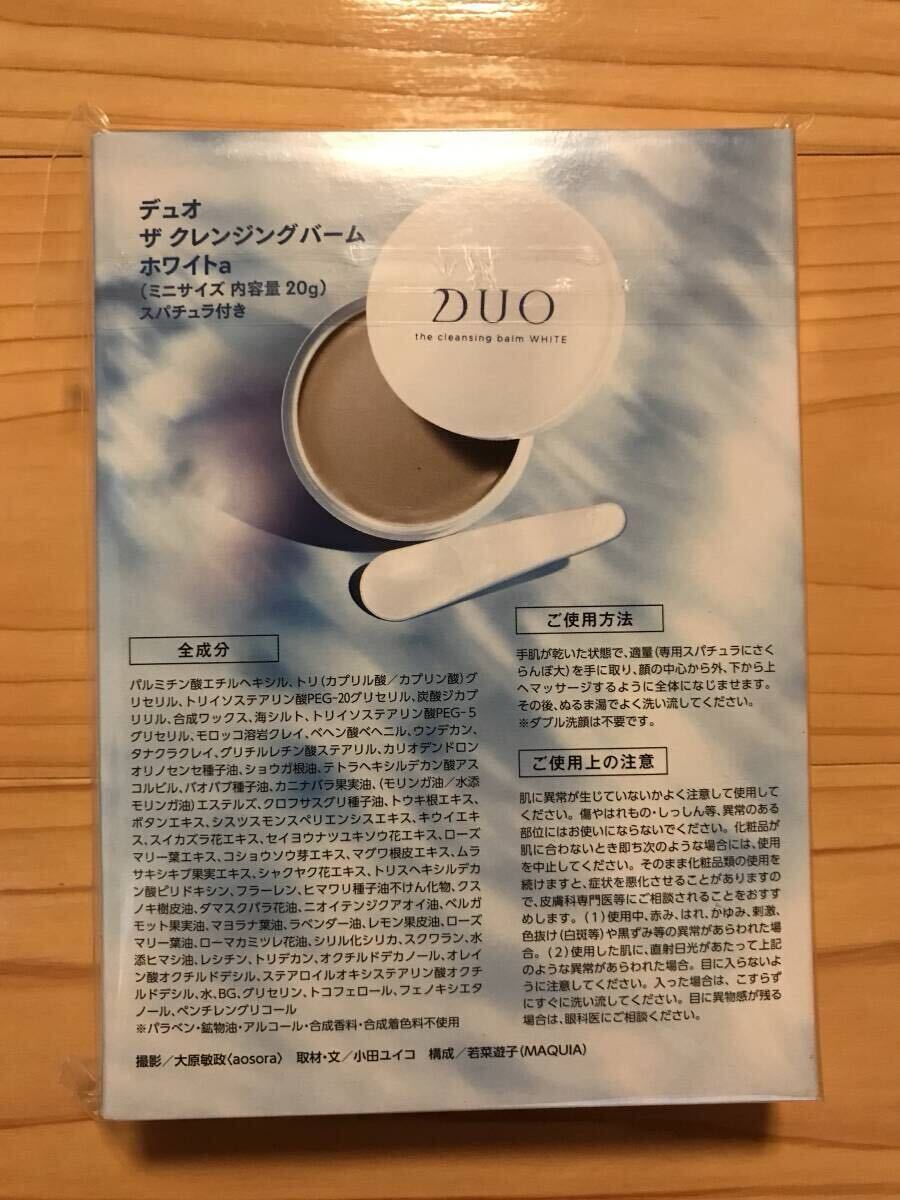 デュオ
ザ クレンジングバーム
ホワイトa
(ミニサイズ 内容量 20g)
スパチュラ付き
DUO
the cleansing balm WHITE
全成分
パルミチン酸エチルヘキシル、トリ(カプリル酸/カプリン酸)グ
リセリル、トリイソステアリン酸PEG-20グリセリル、炭酸ジカプ
リリル、合成ワックス、海シルト、トリイソステアリン酸PEG-5
グリセリル、モロッコ溶岩クレイ、ベヘン酸ベヘニル、ウンデカン、
タナクラクレイ、グリチルレチン酸ステアリル、カリオデンドロン
オリノセンセ種子油、ショウガ根油、テトラヘキシルデカン酸アス
コルビル、バオバブ種子油、カニナバラ果実油、(モリンガ油/水添
モリンガ油)エステルズ、クロフサスグリ種子油、トウキ根エキス、
ボタンエキス、シスツスモンスペリエンシスエキス、キウイエキ
ス、スイカズラ花エキス、セイヨウナツユキソウ花エキス、ローズ
マリー葉エキス、コショウソウ芽エキス、マグワ根皮エキス、ムラ
サキシキブ果実エキス、シャクヤク花エキス、トリスヘキシルデカ
ン酸ピリドキシン、フラーレン、ヒマワリ種子油不けん化物、クス
ノキ樹皮油、ダマスクバラ花油、ニオイテンジクアオイ油、ベルガ
モット果実油、マヨラナ葉油、ラベンダー油、レモン果皮油、ローズ
マリー葉油、ローマカミツレ花油、シリル化シリカ、スクワラン、水
添ヒマシ油、レシチン、トリデカン、オクチルドデカノール、オレイ
ン酸オクチルドデシル、ステアロイルオキシステアリン酸オクチ
ルドデシル、水、BG、グリセリン、トコフェロール、フェノキシエタ
ノール、ペンチレングリコール
※パラベン・鉱物油・アルコール・合成香料・合成着色料不使用
ご使用方法
手肌が乾いた状態で、適量(専用スパチュラにさく
らんぼ大)を手に取り、顔の中心から外、下から上
へマッサージするように全体になじませます。
その後、ぬるま湯でよく洗い流してください。
※ダブル洗顔は不要です。
ご使用上の注意
肌に異常が生じていないかよく注意して使用して
ください。傷やはれもの・しっしん等、異常のある
部位にはお使いにならないでください。化粧品が
肌に合わないとき即ち次のような場合には、使用
を中止してください。そのまま化粧品類の使用を
続けますと、症状を悪化させることがありますの
で、皮膚科専門医等にご相談されることをおすす
めします。(1)使用中、赤み、はれ、かゆみ、刺激、
色抜け(白斑等)や黒ずみ等の異常があらわれた場
合。(2)使用した肌に、直射日光があたって上記
のような異常があらわれた場合。目に入らないよ
うに注意してください。入った場合は、こすらず
にすぐに洗い流してください。目に異物感が残る
場合は、眼科医にご相談ください。
撮影/大原敏政〈aosora〉 取材・文/小田ユイコ 構成/若菜遊子(MAQUIA)